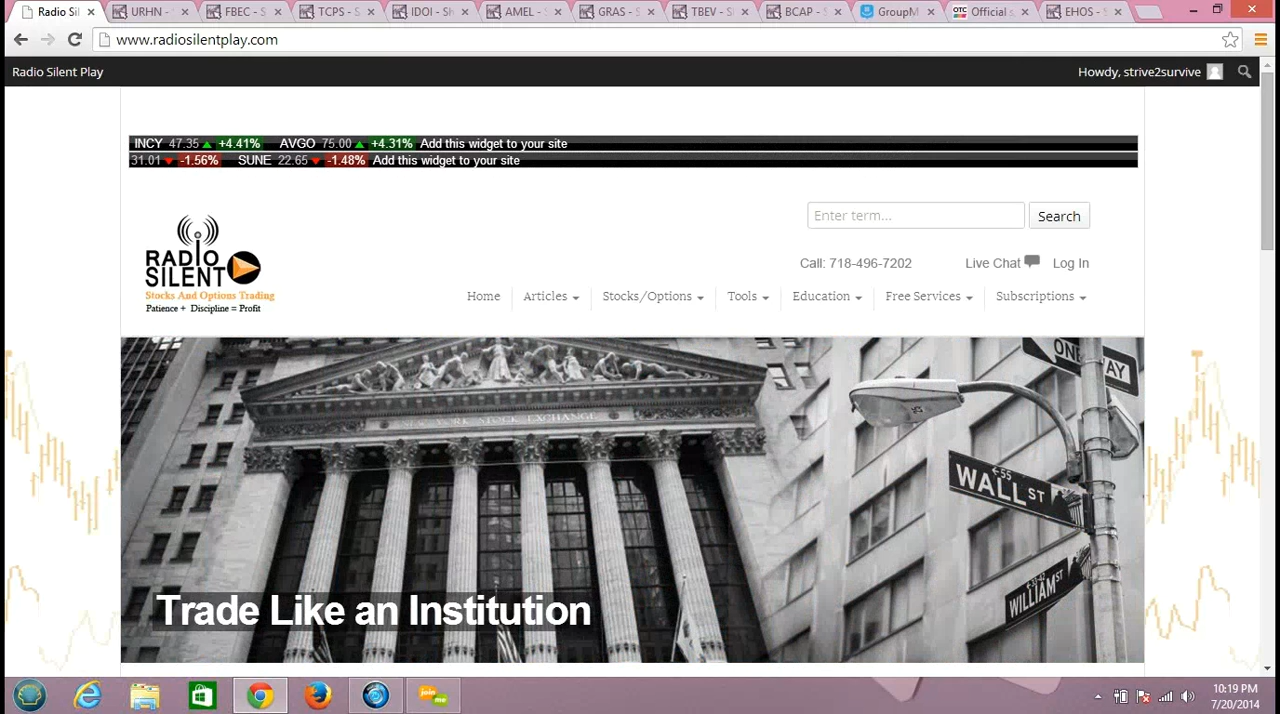 Radio Sil
URHN - S
FBEC - S
TCPS - S
IDOI - Sh
AMEL - S
GRAS - S
TBEV - Sh
BCAP - S
GroupM
OTC Official s
EHOS - S
www.radiosilentplay.com
Radio Silent Play
Howdy, strive2survive
INCY 47.35 +4.41% AVGO 75.00 +4.31% Add this widget to your site
31.01 -1.56% SUNE 22.65 -1.48% Add this widget to your site
Enter term...
Search
RADIO
SILENT
Stocks And Options Trading
Patience + Discipline = Profit
Call: 718-496-7202
Live Chat
Log In
Home
Articles
Stocks/Options
Tools
Education
Free Services
Subscriptions
NEW YORK STOCK EXCHANGE
ONE WAY
WALL ST
WILLIAM ST
Trade Like an Institution
join
me
10:19 PM
7/20/2014